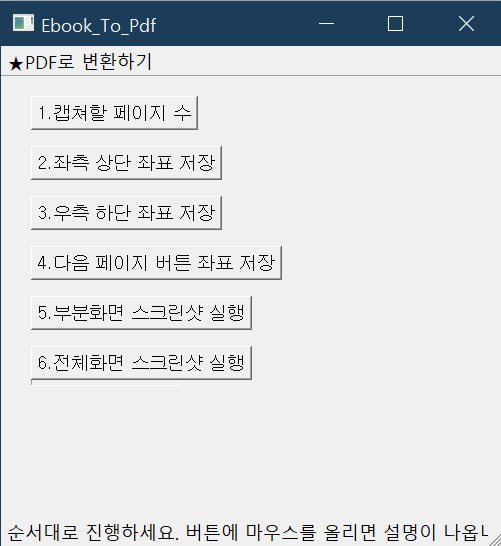 Ebook_To_Pdf
★PDF로 변환하기
1.캡쳐할 페이지 수
2.좌측 상단 좌표 저장
3.우측 하단 좌표 저장
4.다음 페이지 버튼 좌표 저장
5.부분화면 스크린샷 실행
6.전체화면 스크린샷 실행
순서대로 진행하세요. 버튼에 마우스를 올리면 설명이